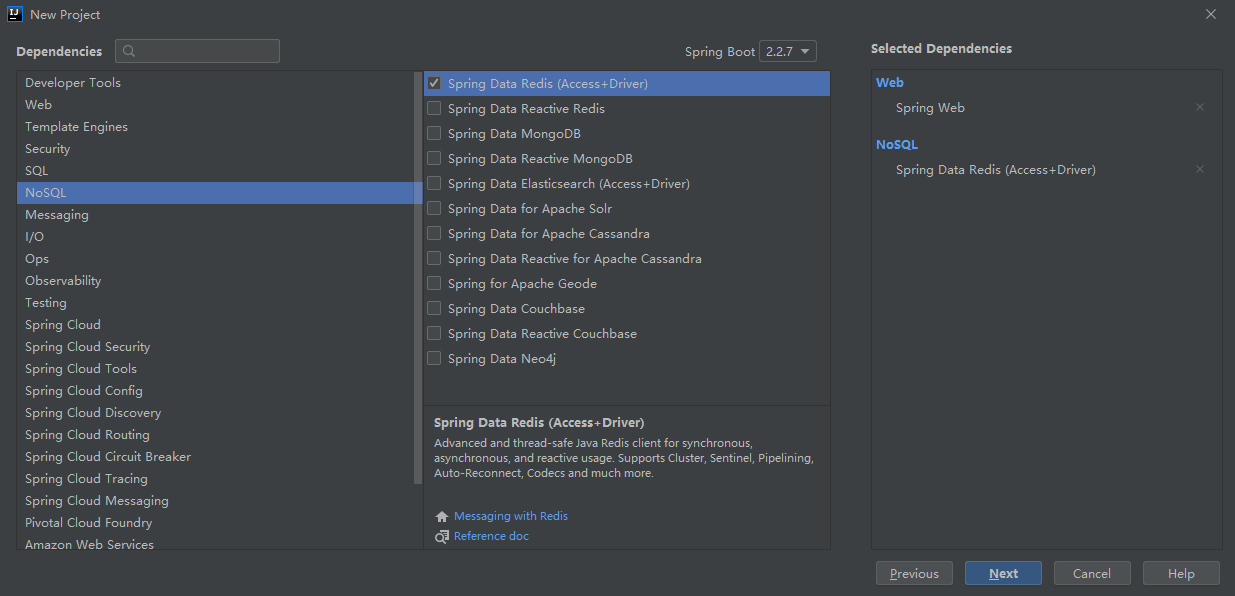 New Project
Dependencies
Spring Boot 2.2.7
Developer Tools
Web
Template Engines
Security
SQL
NoSQL
Messaging
I/O
Ops
Observability
Testing
Spring Cloud
Spring Cloud Security
Spring Cloud Tools
Spring Cloud Config
Spring Cloud Discovery
Spring Cloud Routing
Spring Cloud Circuit Breaker
Spring Cloud Tracing
Spring Cloud Messaging
Pivotal Cloud Foundry
Amazon Web Services
Spring Data Redis (Access+Driver)
Spring Data Reactive Redis
Spring Data MongoDB
Spring Data Reactive MongoDB
Spring Data Elasticsearch (Access+Driver)
Spring Data for Apache Solr
Spring Data for Apache Cassandra
Spring Data Reactive for Apache Cassandra
Spring for Apache Geode
Spring Data Couchbase
Spring Data Reactive Couchbase
Spring Data Neo4j
Spring Data Redis (Access+Driver)
Advanced and thread-safe Java Redis client for synchronous,
asynchronous, and reactive usage. Supports Cluster, Sentinel, Pipelining,
Auto-Reconnect, Codecs and much more.
Messaging with Redis
Reference doc
Selected Dependencies
Web
Spring Web
NoSQL
Spring Data Redis (Access+Driver)
Previous
Next
Cancel
Help